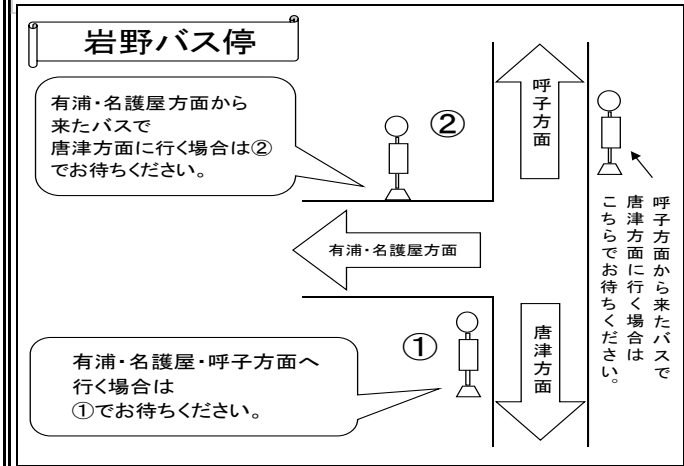 岩野バス停
有浦・名護屋方面から
来たバスで
唐津方面に行く場合は②
でお待ちください。
②
呼子方面
呼子方面から来たバスで
唐津方面に行く場合は
こちらでお待ちください。
有浦・名護屋方面
①
唐津方面
有浦・名護屋・呼子方面へ
行く場合は
①でお待ちください。